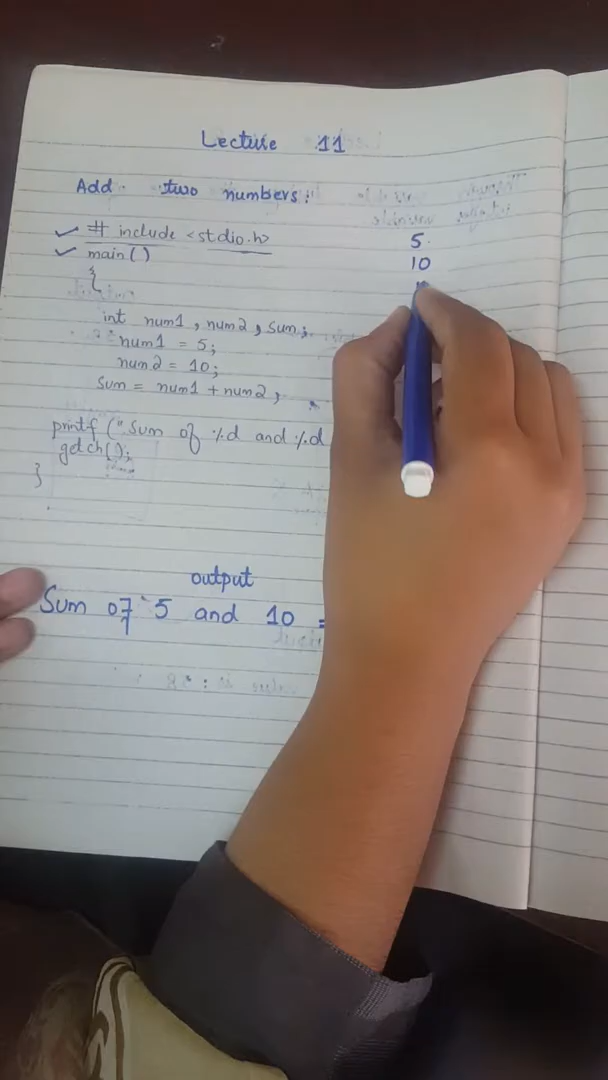 Lecture 11
Add two numbers:
# include <stdio.h>
main()
{
int num1, num2, sum;
num1 = 5;
num2 = 10;
Sum = num1 + num2,
printf ("Sum of %d and %d
getch();
}
5
10
output
Sum of 5 and 10 =